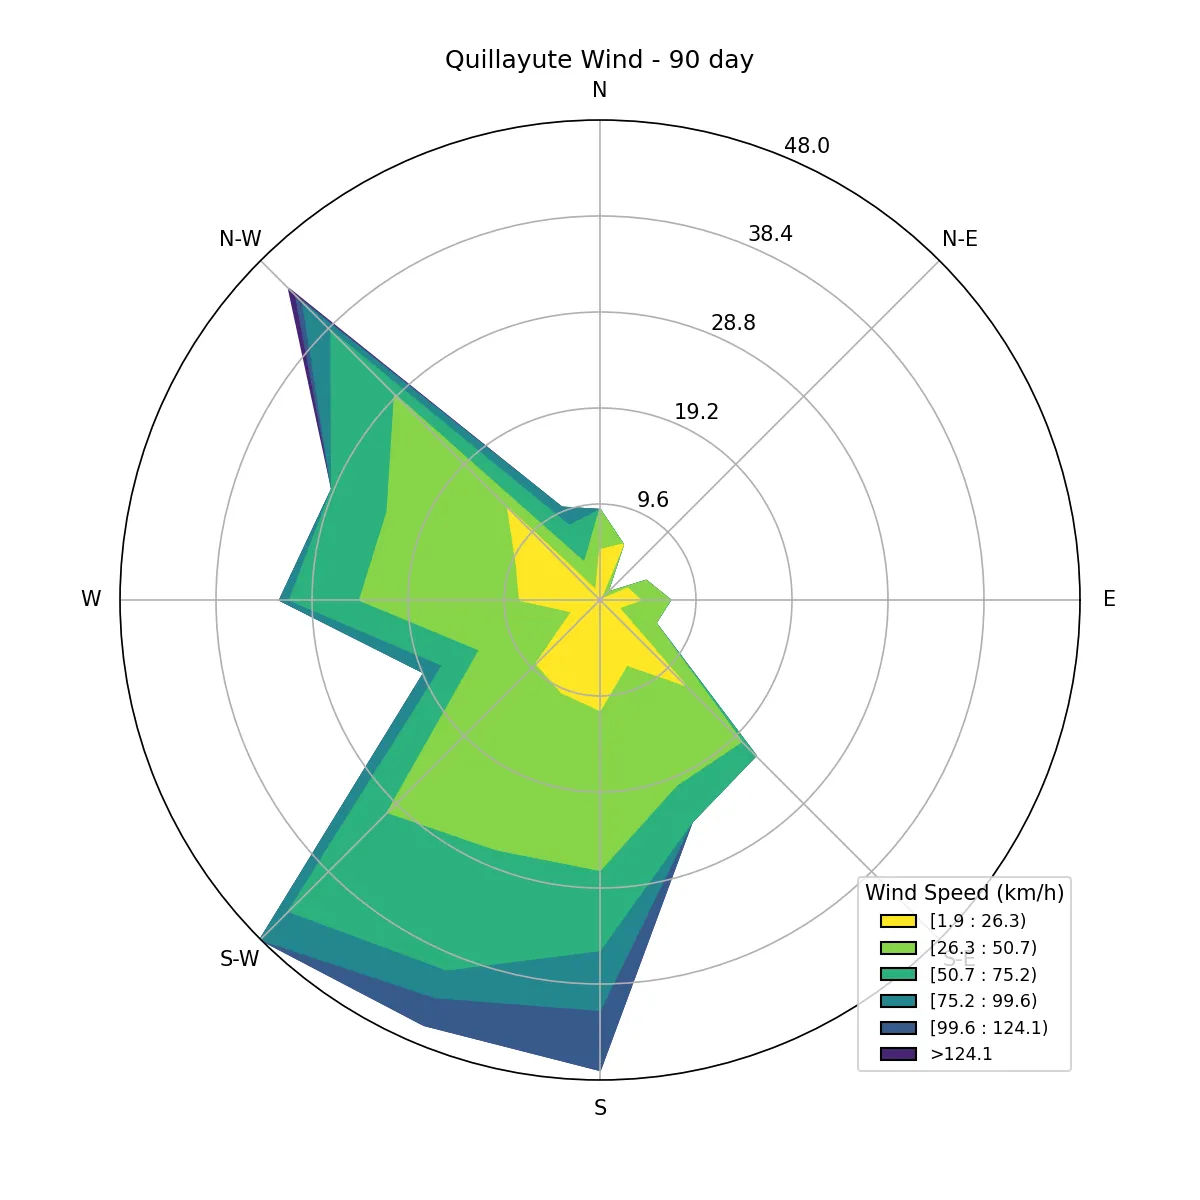 Quillayute Wind - 90 day
N
48.0
N-W
38.4
N-E
28.8
19.2
9.6
W
E
Wind Speed (km/h)
[1.9 : 26.3)
[26.3 : 50.7)
S-W
S-E
[50.7 : 75.2)
[75.2 : 99.6)
[99.6 : 124.1)
>124.1
S